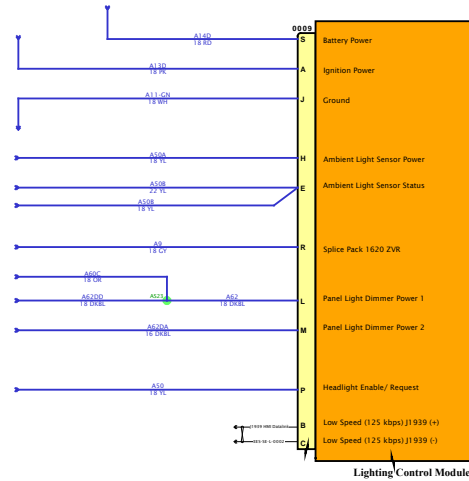 0009
A14D
18 RD
S
Battery Power
A13D
18 PK
A
Ignition Power
A11-GN
18 WH
J
Ground
A50A
18 YL
H
Ambient Light Sensor Power
A50B
22 YL
E
Ambient Light Sensor Status
A50B
18 YL
A9
18 GY
R
Splice Pack 1620 ZVR
A60C
18 OR
A62DD
18 DKBL
AS23
A62
18 DKBL
L
Panel Light Dimmer Power 1
A62DA
16 DKBL
M
Panel Light Dimmer Power 2
A50
18 YL
P
Headlight Enable/ Request
J1939 HMI Datalink
B
Low Speed (125 kbps) J1939 (+)
C
Low Speed (125 kbps) J1939 (-)
Lighting Control Module